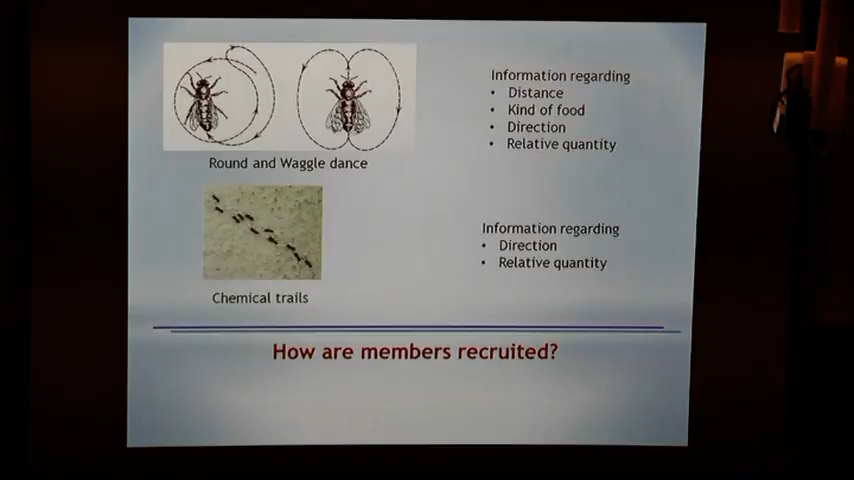 Information regarding
• Distance
• Kind of food
• Direction
• Relative quantity
Round and Waggle dance
Information regarding
• Direction
• Relative quantity
Chemical trails
How are members recruited?